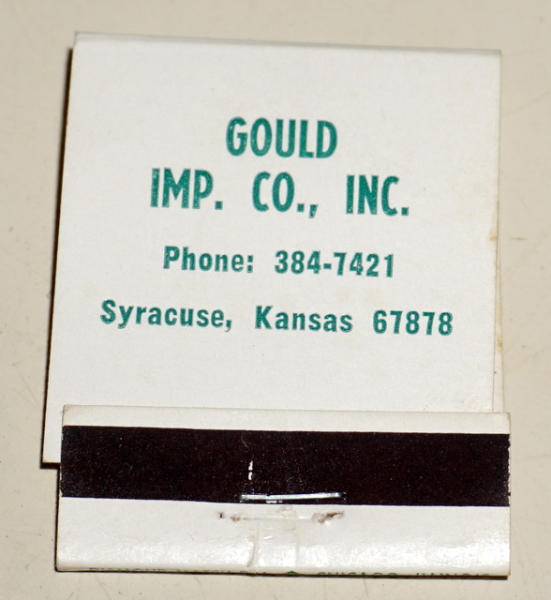 GOULD
IMP. CO., INC.
Phone: 384-7421
Syracuse, Kansas 67878